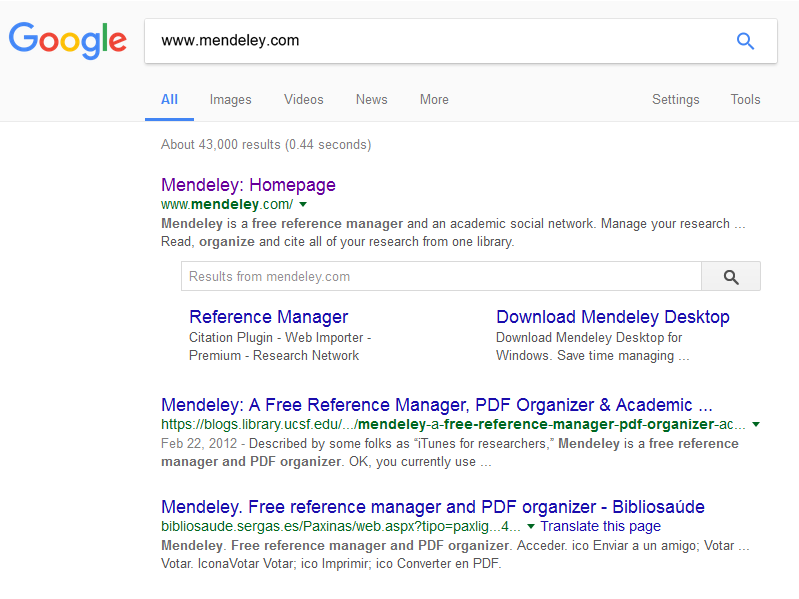 Google
www.mendeley.com
All Images Videos News More Settings Tools
About 43,000 results (0.44 seconds)
Mendeley: Homepage
www.mendeley.com/
Mendeley is a free reference manager and an academic social network. Manage your research ...
Read, organize and cite all of your research from one library.
Results from mendeley.com
Reference Manager
Citation Plugin - Web Importer -
Premium - Research Network
Download Mendeley Desktop
Download Mendeley Desktop for
Windows. Save time managing ...
Mendeley: A Free Reference Manager, PDF Organizer & Academic ...
https://blogs.library.ucsf.edu/.../mendeley-a-free-reference-manager-pdf-organizer-ac...
Feb 22, 2012 - Described by some folks as “iTunes for researchers,” Mendeley is a free reference
manager and PDF organizer. OK, you currently use ...
Mendeley. Free reference manager and PDF organizer - Bibliosaúde
bibliosaude.sergas.es/Paxinas/web.aspx?tipo=paxlig...4... Translate this page
Mendeley. Free reference manager and PDF organizer. Acceder. ico Enviar a un amigo; Votar ...
Votar. IconaVotar Votar; ico Imprimir; ico Converter en PDF.